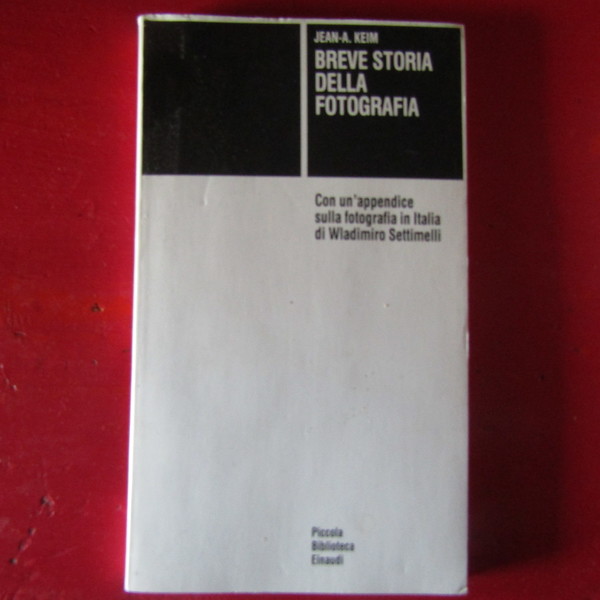 JEAN-A. KEIM
BREVE STORIA
DELLA
FOTOGRAFIA
Con un'appendice
sulla fotografia in Italia
di Wladimiro Settimelli
Piccola
Biblioteca
Einaudi